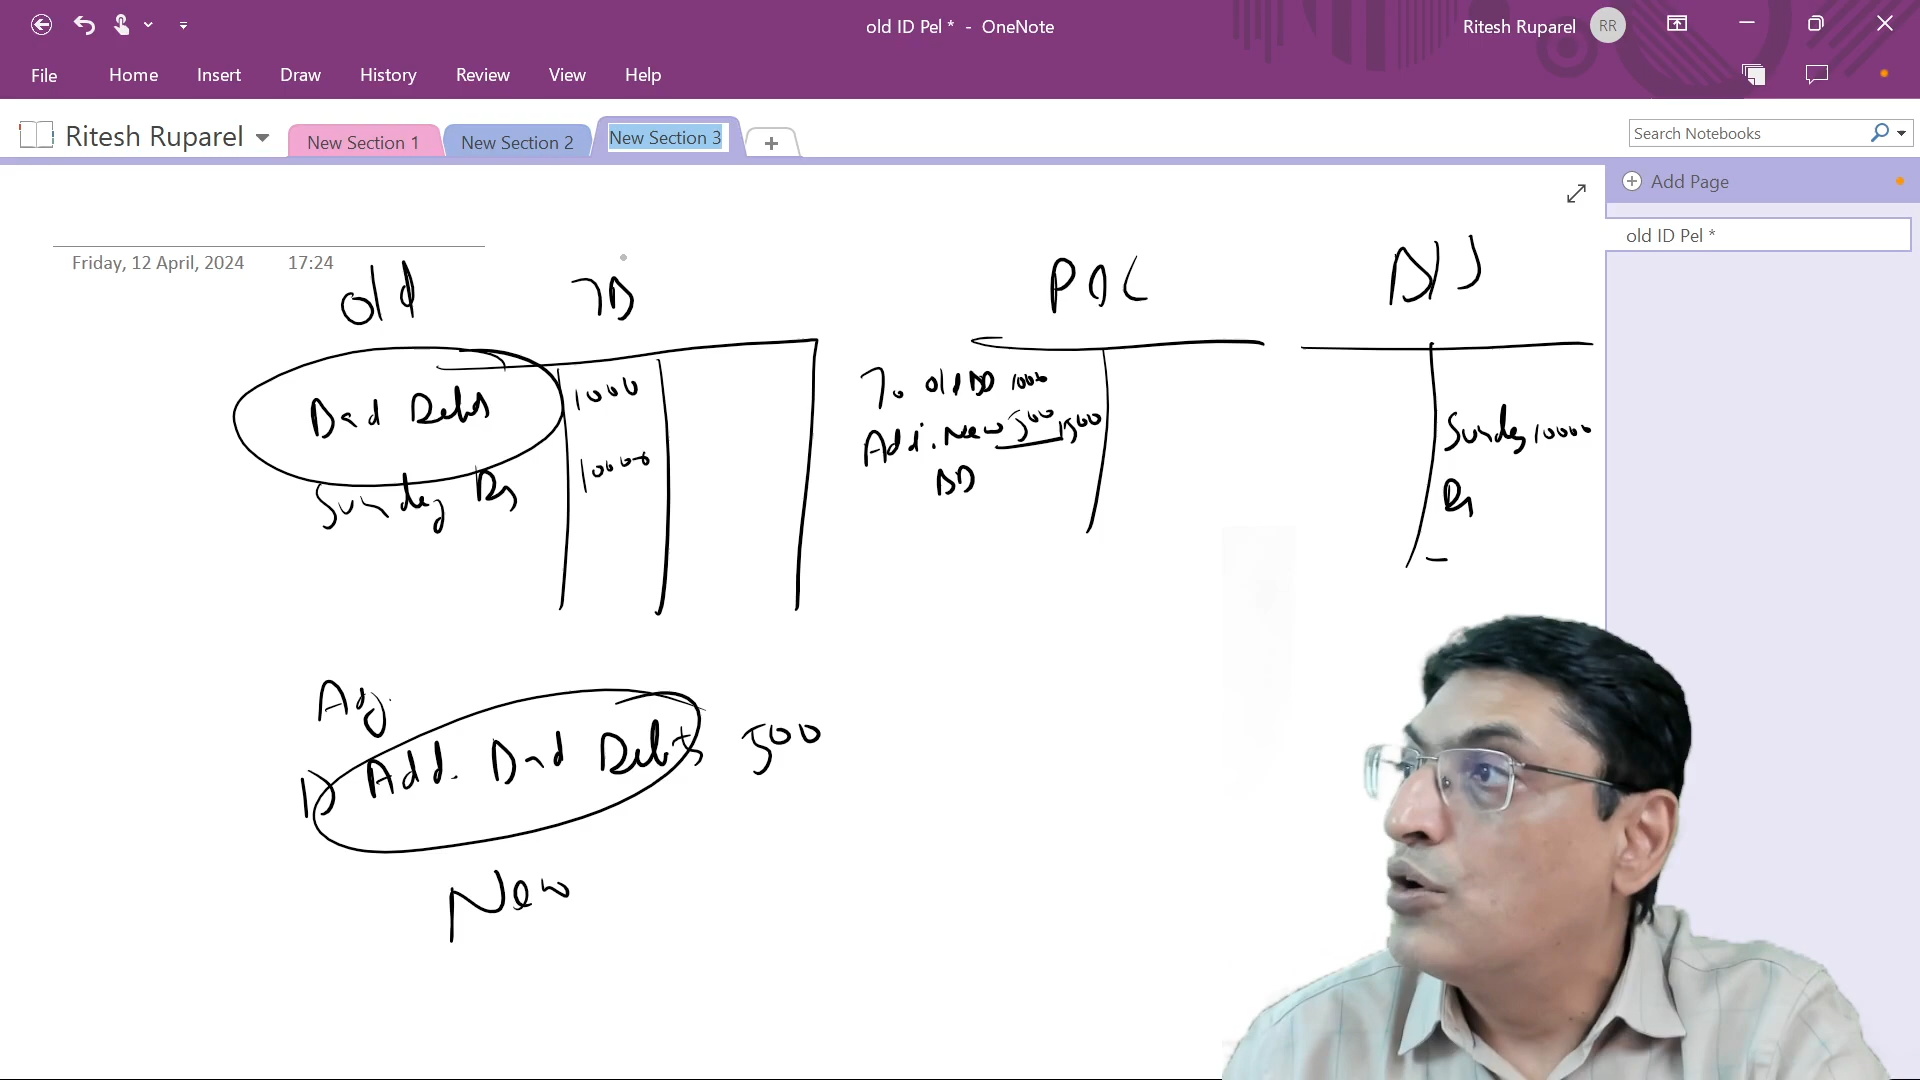 old ID Pel * - OneNote
Ritesh Ruparel
RR
File Home Insert Draw History Review View Help
Ritesh Ruparel
New Section 1
New Section 2
New Section 3
Search Notebooks
Add Page
old ID Pel *
Friday, 12 April, 2024 17:24
old
TB
Bad Debts 1000
Sundry Drs 10000
To old BD 1000
Add. New 500 1500
BD
B/S
Sundry 10000
Drs
Adj.
1) Add. Bad Debts 500
New